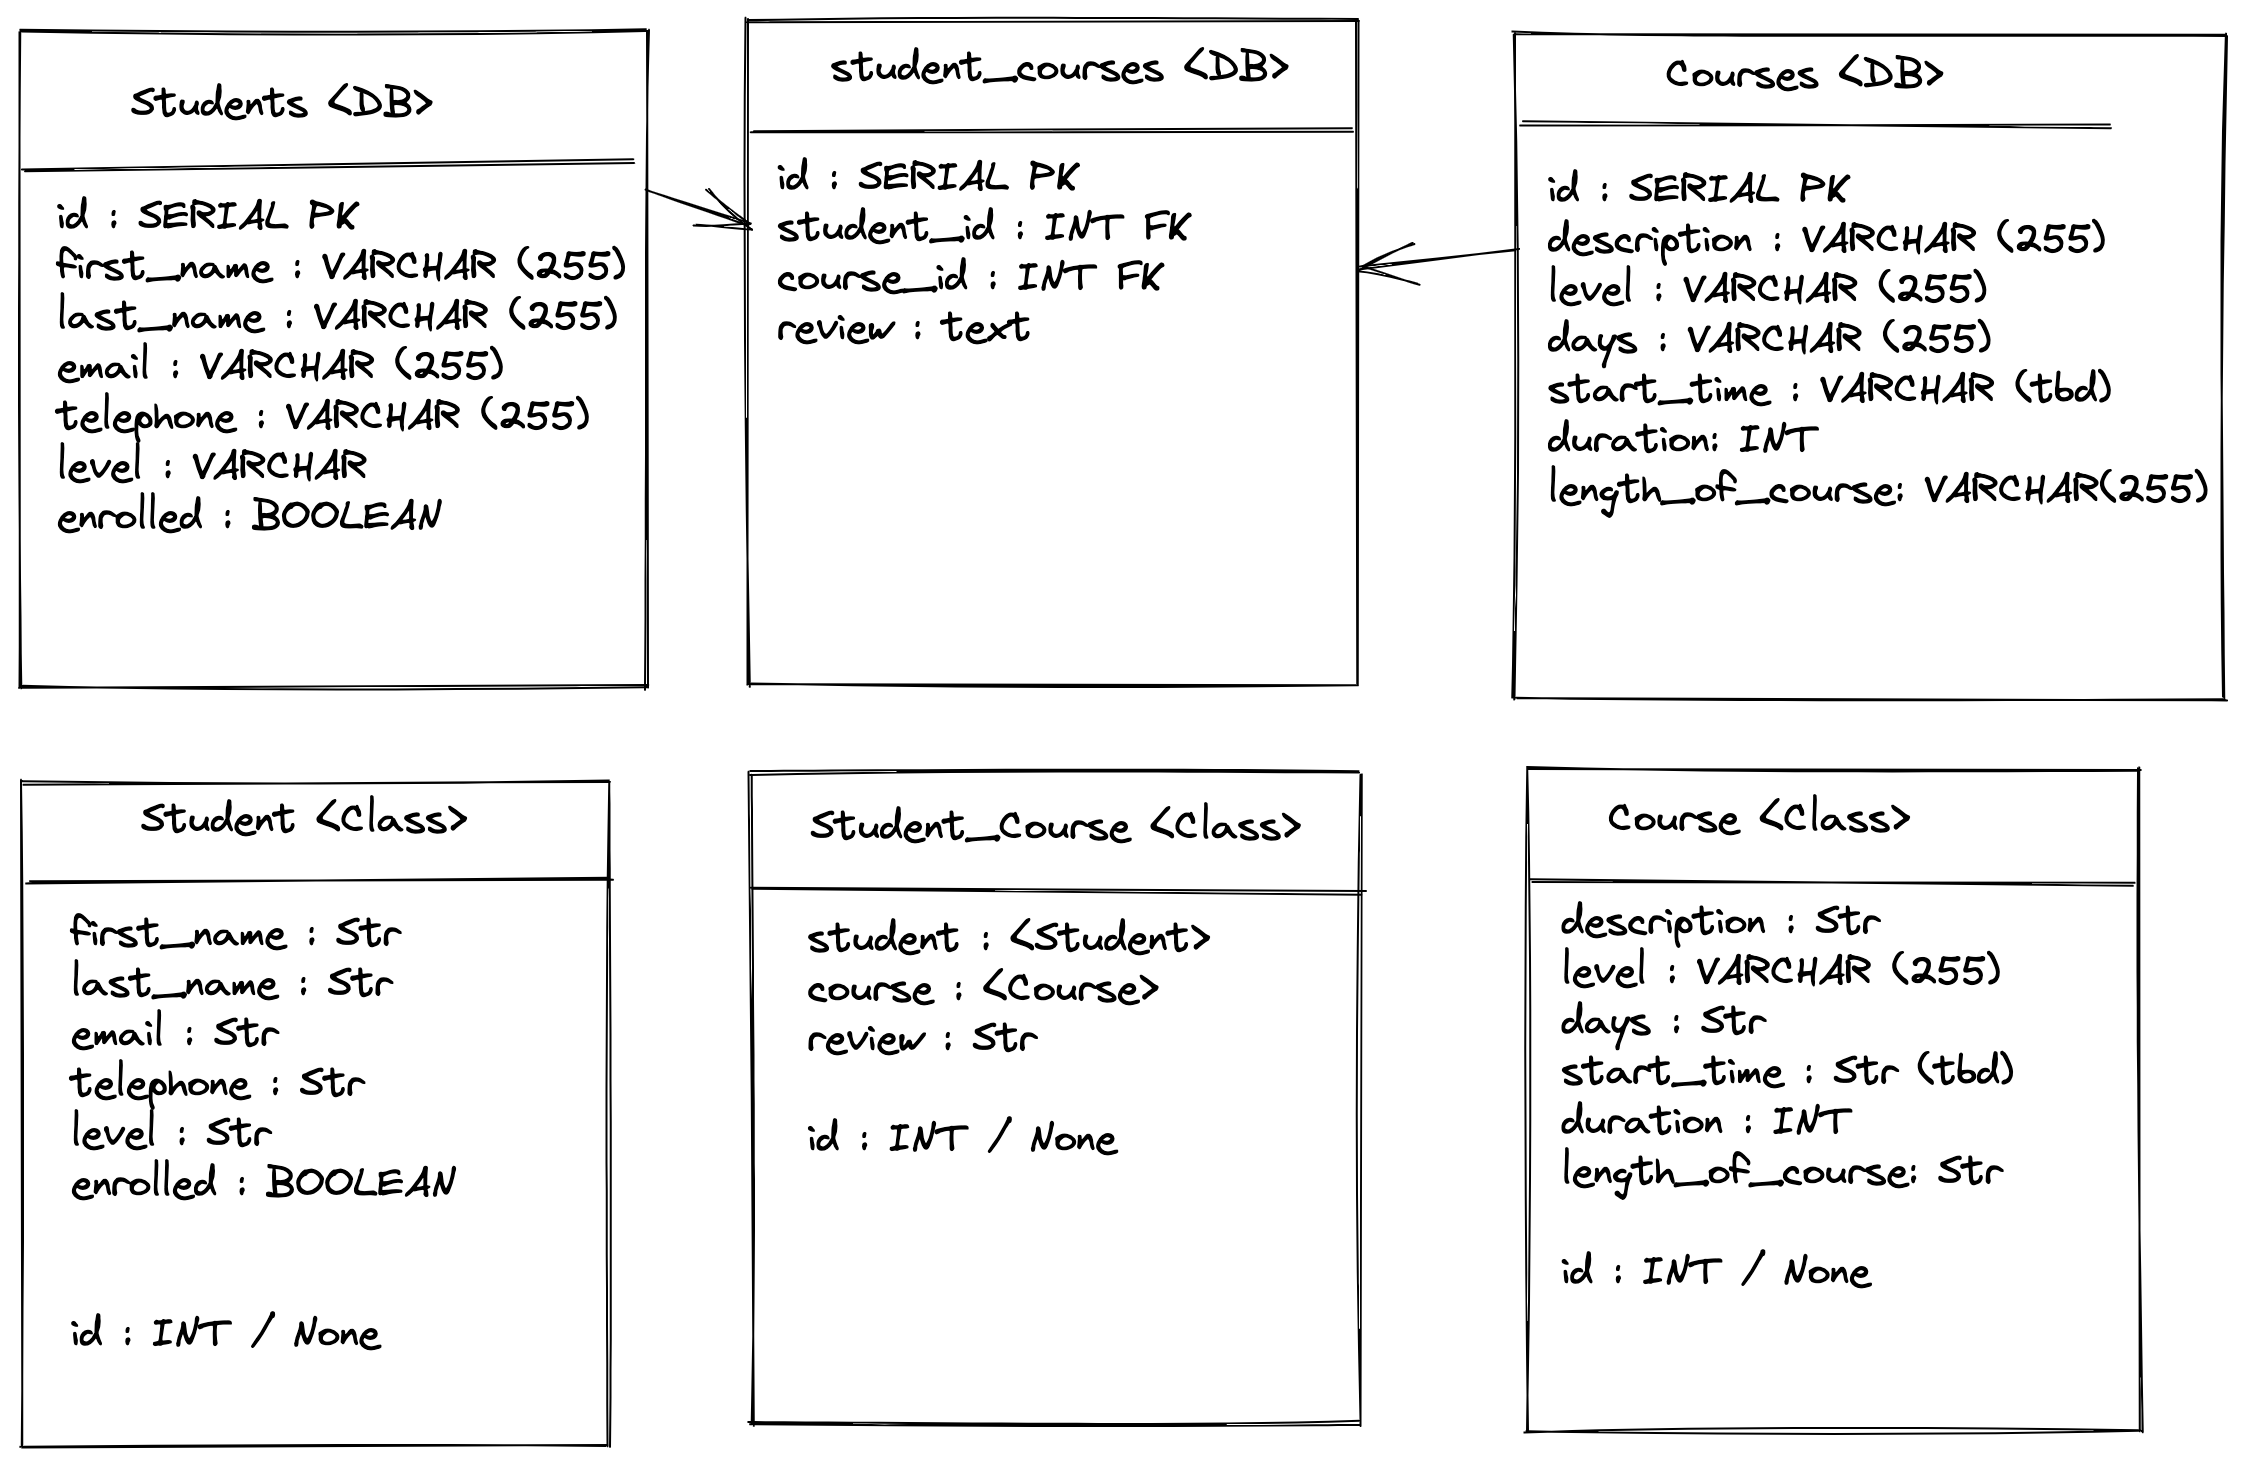 Students <DB>
id : SERIAL PK
first_name : VARCHAR (255)
last_name : VARCHAR (255)
email : VARCHAR (255)
telephone : VARCHAR (255)
level : VARCHAR
enrolled : BOOLEAN
student_courses <DB>
id : SERIAL PK
student_id : INT FK
course_id : INT FK
review : text
Courses <DB>
id : SERIAL PK
description : VARCHAR (255)
level : VARCHAR (255)
days : VARCHAR (255)
start_time : VARCHAR (tbd)
duration: INT
length_of_course: VARCHAR(255)
Student <Class>
first_name : Str
last_name : Str
email : Str
telephone : Str
level : Str
enrolled : BOOLEAN
id : INT / None
Student_Course <Class>
student : <Student>
course : <Course>
review : Str
id : INT / None
Course <Class>
description : Str
level : VARCHAR (255)
days : Str
start_time : Str (tbd)
duration : INT
length_of_course: Str
id : INT / None